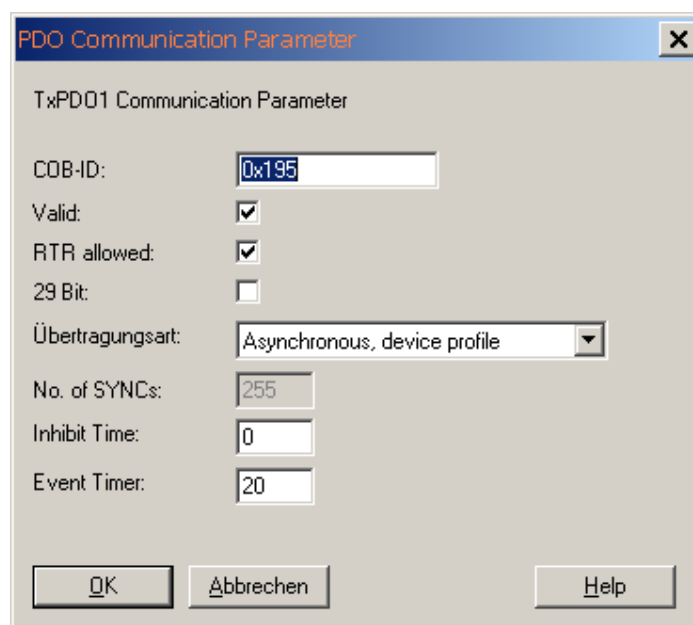 PDO Communication Parameter
TxPDO1 Communication Parameter
COB-ID: 0x195
Valid:
RTR allowed:
29 Bit:
Übertragungsart: Asynchronous, device profile
No. of SYNCs: 255
Inhibit Time: 0
Event Timer: 20
OK Abbrechen Help